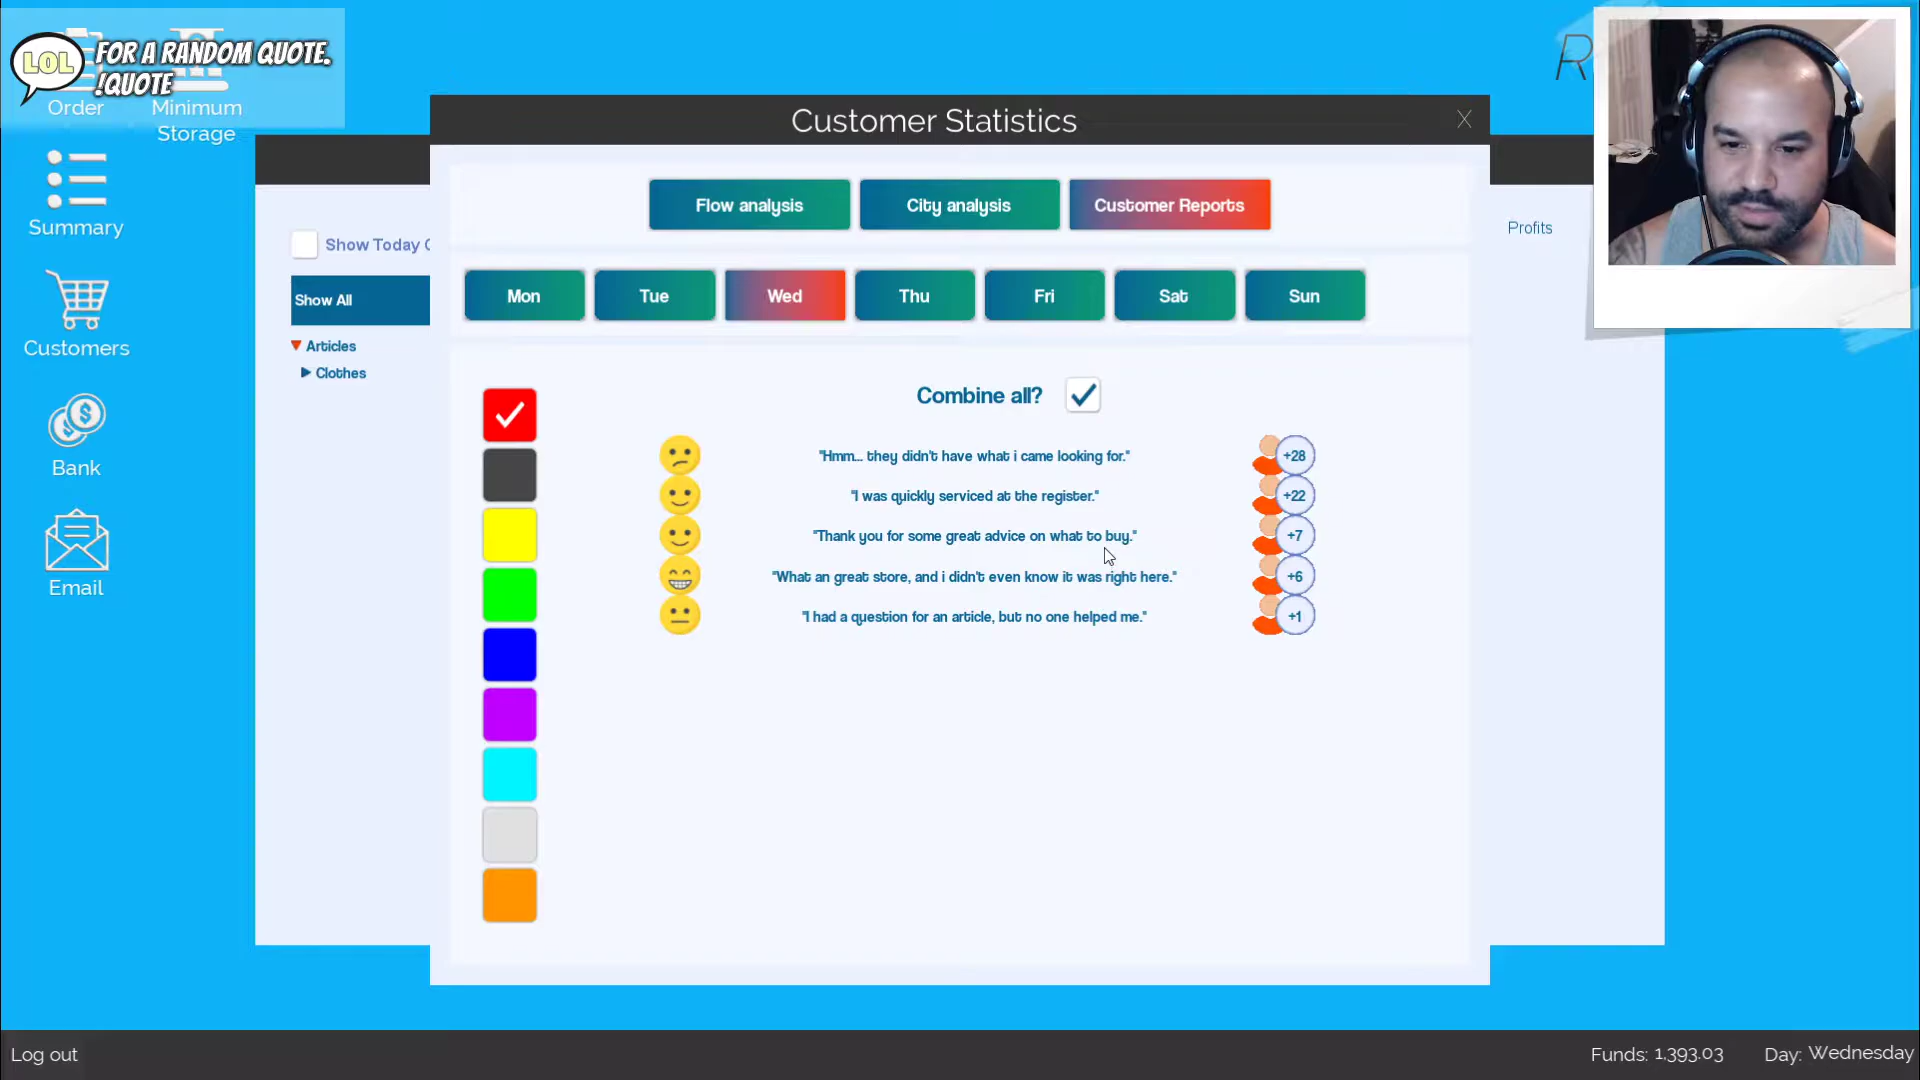 LOL
FOR A RANDOM QUOTE.
!QUOTE
Order
Minimum
Storage
Summary
Customers
Bank
Email
R
Customer Statistics
X
Flow analysis
City analysis
Customer Reports
Show Today
Profits
Show All
Mon
Tue
Wed
Thu
Fri
Sat
Sun
Articles
Clothes
Combine all?
"Hmm... they didn't have what i came looking for."
+28
"I was quickly serviced at the register."
+22
"Thank you for some great advice on what to buy."
+7
"What an great store, and i didn't even know it was right here."
+6
"I had a question for an article, but no one helped me."
+1
Log out
Funds: 1,393.03
Day: Wednesday